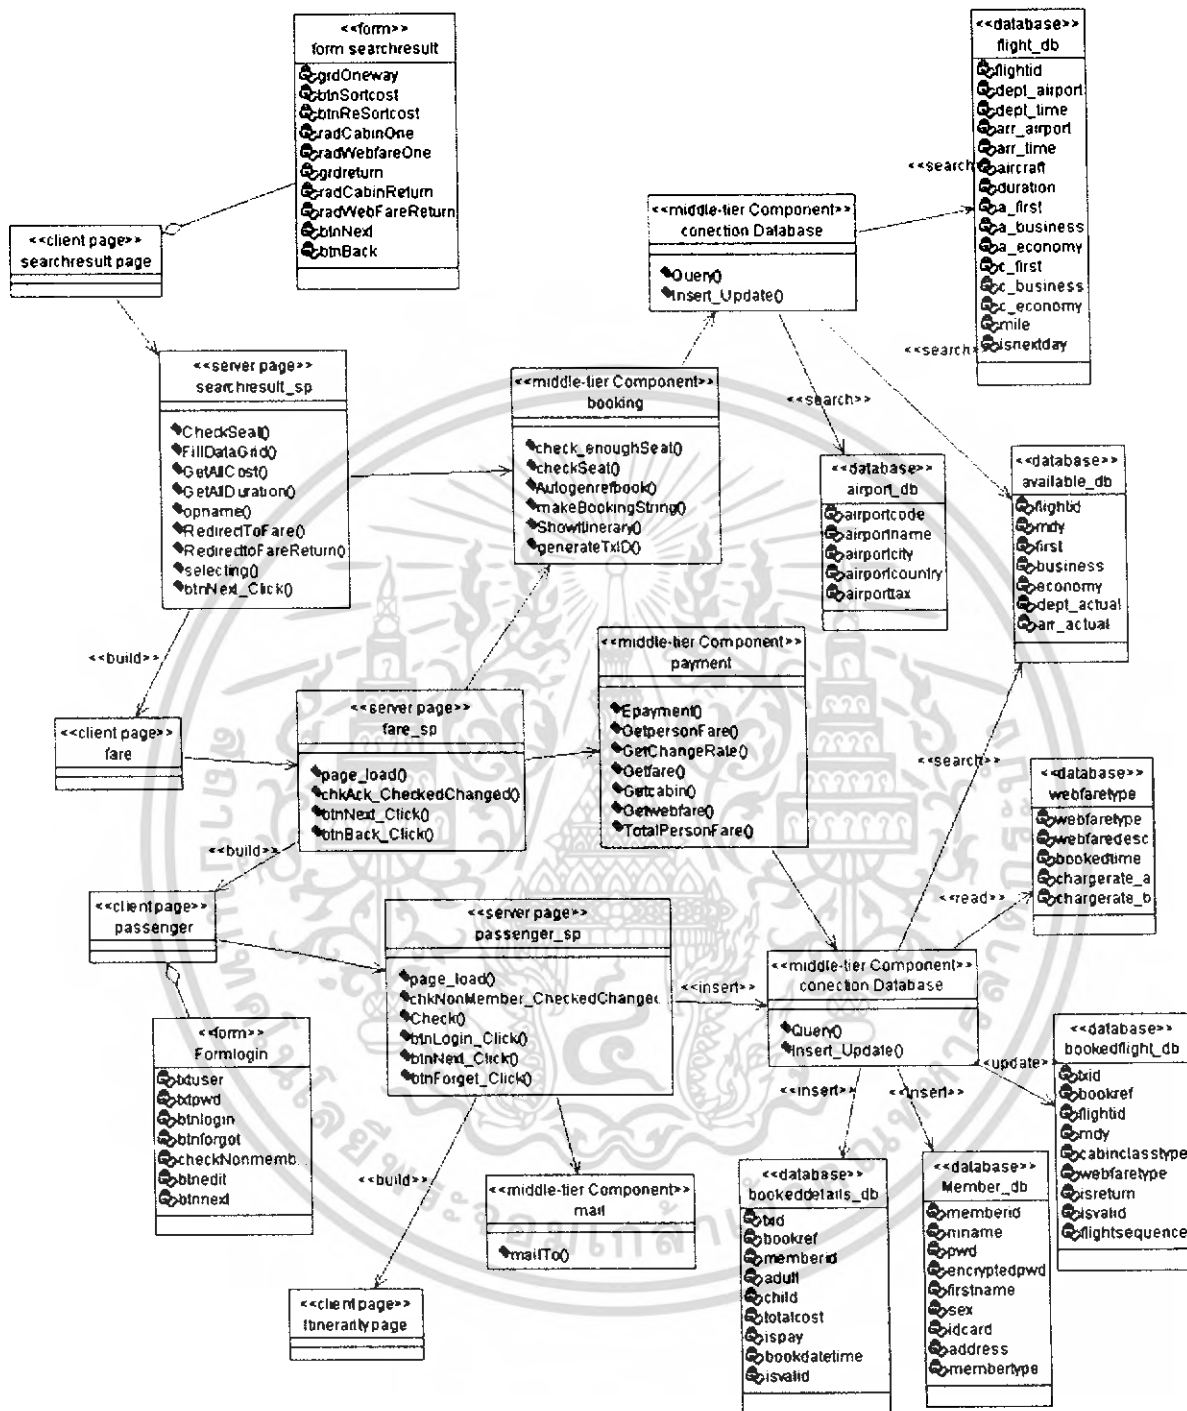 <<form>>
form searchresult
grdOneway
btnSortcost
btnReSortcost
radCabinOne
radWebfareOne
grdreturn
radCabinReturn
radWebFareReturn
btnNext
btnBack
<<database>>
flight_db
flightid
dept_airport
dept_time
arr_airport
arr_time
aircraft
duration
a_first
a_business
a_economy
c_first
c_business
c_economy
mile
isnextday
<<search>>
<<search>>
<<middle-tier Component>>
conection Database
Query()
Insert_Update()
<<client page>>
searchresult page
<<server page>>
searchresult_sp
CheckSeat()
FillDataGrid()
GetAllCost()
GetAllDuration()
opname()
RedirectToFare()
RedirecttoFareReturn()
selecting()
btnNext_Click()
<<middle-tier Component>>
booking
check_enoughSeat()
checkSeat()
Autogenrefbook()
makeBookingString()
ShowItinerary()
generateTxID()
<<search>>
<<database>>
airport_db
airportcode
airportname
airportcity
airportcountry
airporttax
<<database>>
available_db
flightid
mdy
first
business
economy
dept_actual
arr_actual
<<build>>
<<client page>>
fare
<<server page>>
fare_sp
page_load()
chkAck_CheckedChanged()
btnNext_Click()
btnBack_Click()
<<middle-tier Component>>
payment
Epayment()
GetpersonFare()
GetChangeRate()
Getfare()
Getcabin()
Getwebfare()
TotalPersonFare()
<<search>>
<<database>>
webfaretype
webfaretype
webfaredesc
bookedtime
chargerate_a
chargerate_b
<<build>>
<<read>>
<<client page>>
passenger
<<server page>>
passenger_sp
page_load()
chkNonMember_CheckedChanged
Check()
btnLogin_Click()
btnNext_Click()
btnForget_Click()
<<insert>>
<<middle-tier Component>>
conection Database
Query()
Insert_Update()
<<form>>
Formlogin
txtuser
txtpwd
btnlogin
btnforgot
checkNonmemb.
btnedit
btnnext
<<update>>
<<insert>>
<<insert>>
<<database>>
bookedflight_db
txid
bookref
flightid
mdy
cabinclasstype
webfaretype
isreturn
isvalid
flightsequence
<<build>>
<<middle-tier Component>>
mail
mailTo()
<<database>>
bookeddetails_db
txid
bookref
memberid
adult
child
totalcost
ispay
bookdatetime
isvalid
<<database>>
Member_db
memberid
mname
pwd
encryptedpwd
firstname
sex
idcard
address
membertype
<<client page>>
Itineraritypage